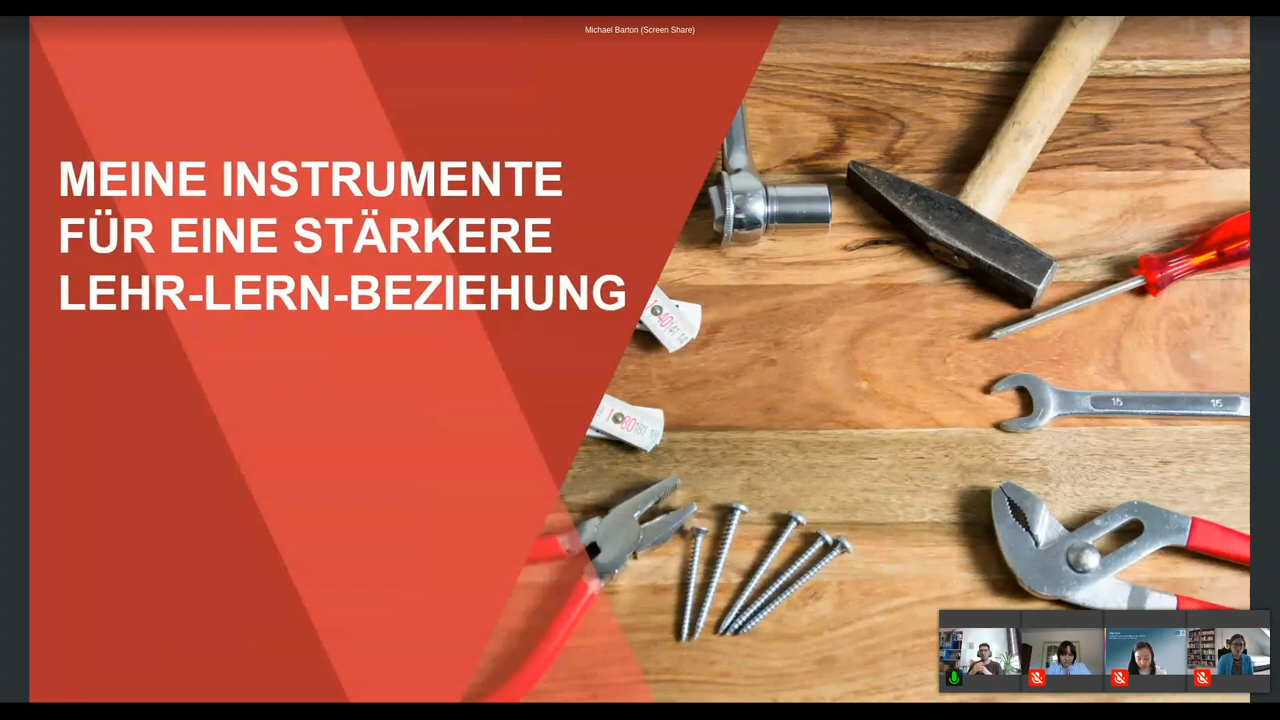 Michael Barton (Screen Share)
MEINE INSTRUMENTE
FÜR EINE STÄRKERE
LEHR-LERN-BEZIEHUNG
15
15